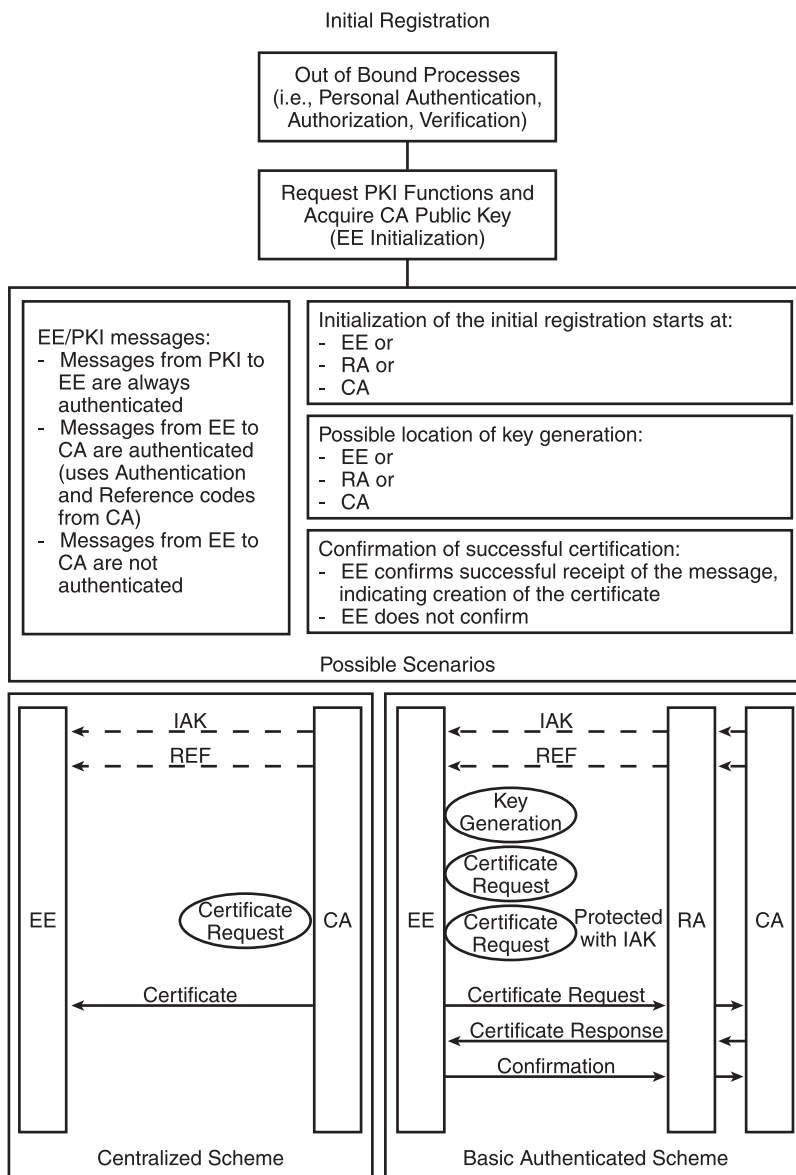 Initial Registration
Out of Bound Processes
(i.e., Personal Authentication,
Authorization, Verification)
Request PKI Functions and
Acquire CA Public Key
(EE Initialization)
EE/PKI messages:
- Messages from PKI to
EE are always
authenticated
- Messages from EE to
CA are authenticated
(uses Authentication
and Reference codes
from CA)
- Messages from EE to
CA are not
authenticated
Initialization of the initial registration starts at:
- EE or
- RA or
- CA
Possible location of key generation:
- EE or
- RA or
- CA
Confirmation of successful certification:
- EE confirms successful receipt of the message,
indicating creation of the certificate
- EE does not confirm
Possible Scenarios
IAK
REF
EE
Certificate
Request
CA
Certificate
Centralized Scheme
IAK
REF
Key
Generation
Certificate
Request
EE
Certificate
Request
Protected
with IAK
RA
CA
Certificate Request
Certificate Response
Confirmation
Basic Authenticated Scheme